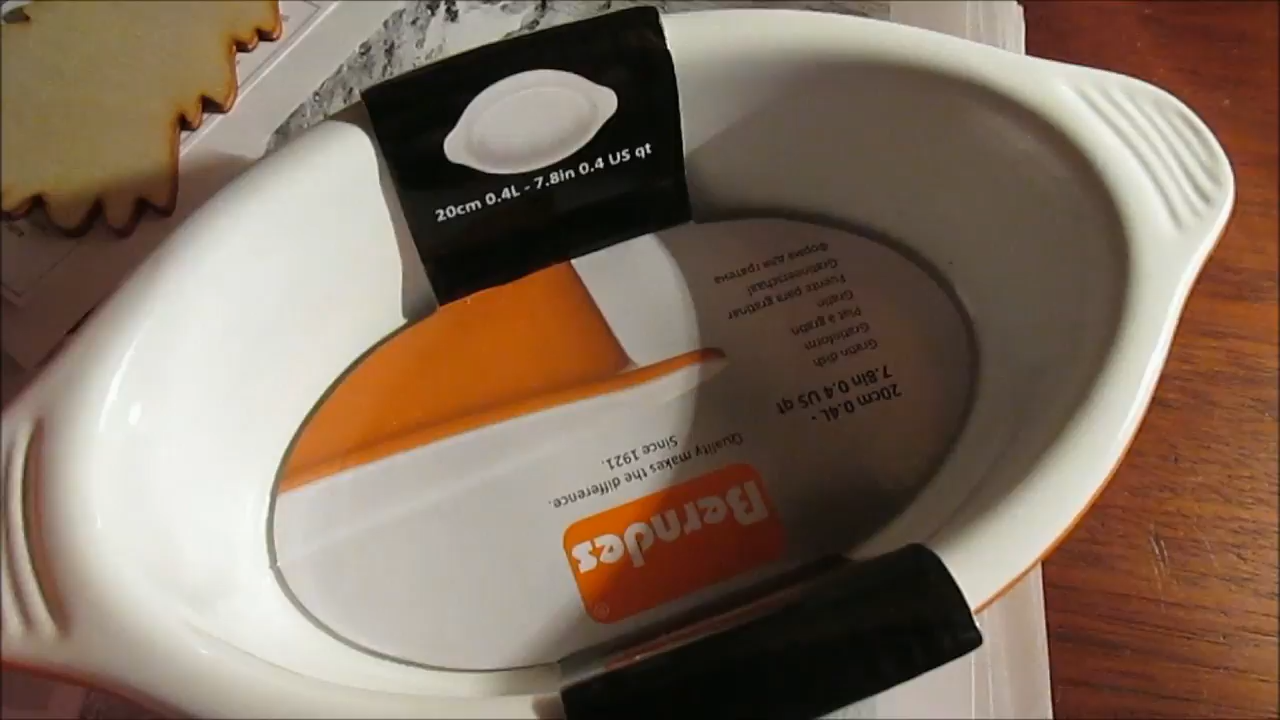 20cm 0.4L - 7.8in 0.4 US qt
Berndes
®
Quality makes the difference.
Since 1921.
20cm 0.4L -
7.8in 0.4 US qt
Gratin dish
Gratinform
Plat à gratin
Gratin
Fuente para gratinar
Gratineerschaal
Форма для гратена